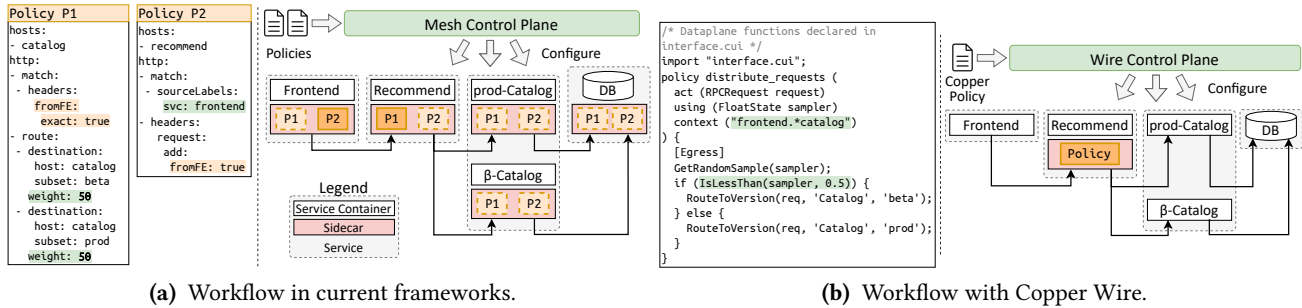 Policy P1
hosts:
- catalog
http:
- match:
- headers:
fromFE:
exact: true
- route:
- destination:
host: catalog
subset: beta
weight: 50
- destination:
host: catalog
subset: prod
weight: 50
Policy P2
hosts:
- recommend
http:
- match:
- sourceLabels:
svc: frontend
- headers:
request:
add:
fromFE: true
Mesh Control Plane
Policies
Configure
Frontend
P1 P2
Recommend
P1 P2
prod-Catalog
P1 P2
DB
P1 P2
β-Catalog
P1 P2
Legend
Service Container
Sidecar
Service
(a) Workflow in current frameworks.
/* Dataplane functions declared in
interface.cui */
import "interface.cui";
policy distribute_requests (
act (RPCRequest request)
using (FloatState sampler)
context ("frontend.*catalog")
) {
[Egress]
GetRandomSample(sampler);
if (IsLessThan(sampler, 0.5)) {
RouteToVersion(req, 'Catalog', 'beta');
} else {
RouteToVersion(req, 'Catalog', 'prod');
}
}
Wire Control Plane
Copper
Policy
Configure
Frontend
Recommend
Policy
prod-Catalog
DB
β-Catalog
(b) Workflow with Copper Wire.